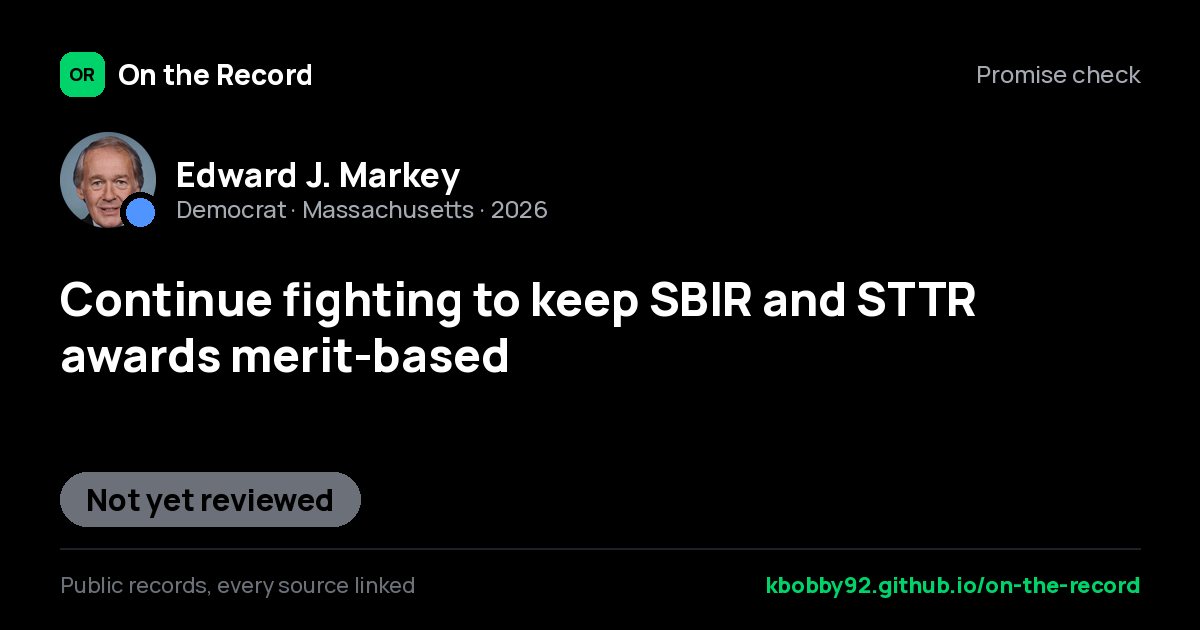 OR On the Record
Promise check
Edward J. Markey
Democrat · Massachusetts · 2026
Continue fighting to keep SBIR and STTR
awards merit-based
Not yet reviewed
Public records, every source linked
kbobby92.github.io/on-the-record